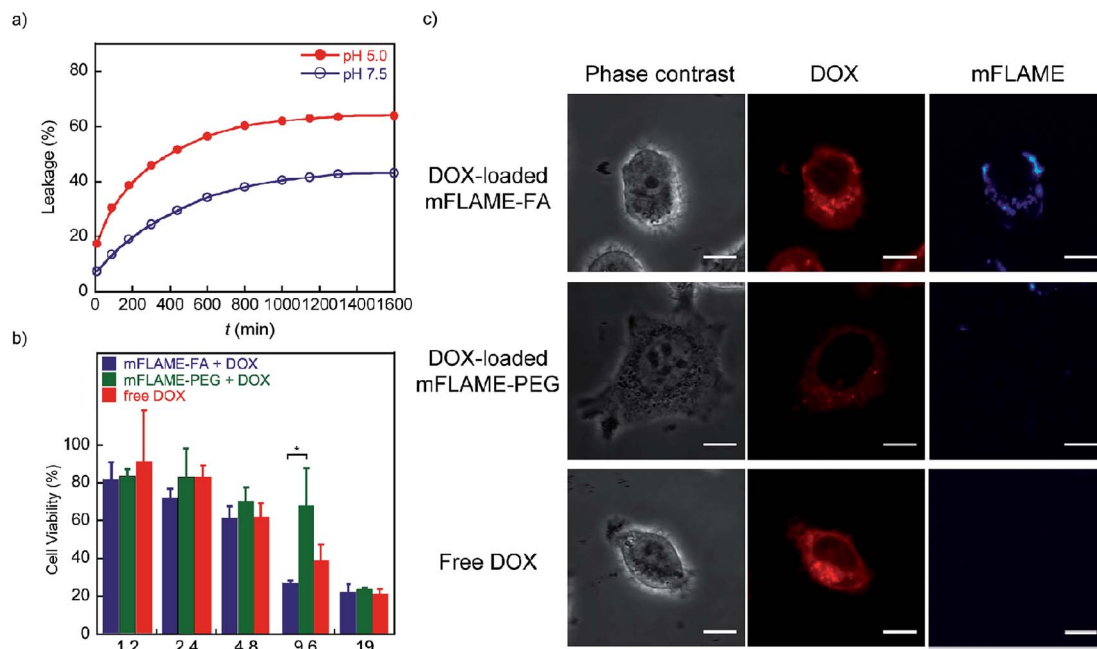 a)
80
60
40
20
0
Leakage (%)
pH 5.0
pH 7.5
0 200 400 600 800 1000 1200 1400 1600
t (min)
b)
mFLAME-FA + DOX
mFLAME-PEG + DOX
free DOX
100
80
60
40
20
0
Cell Viability (%)
*
1.2 2.4 4.8 9.6 19
c)
Phase contrast DOX mFLAME
DOX-loaded
mFLAME-FA
DOX-loaded
mFLAME-PEG
Free DOX